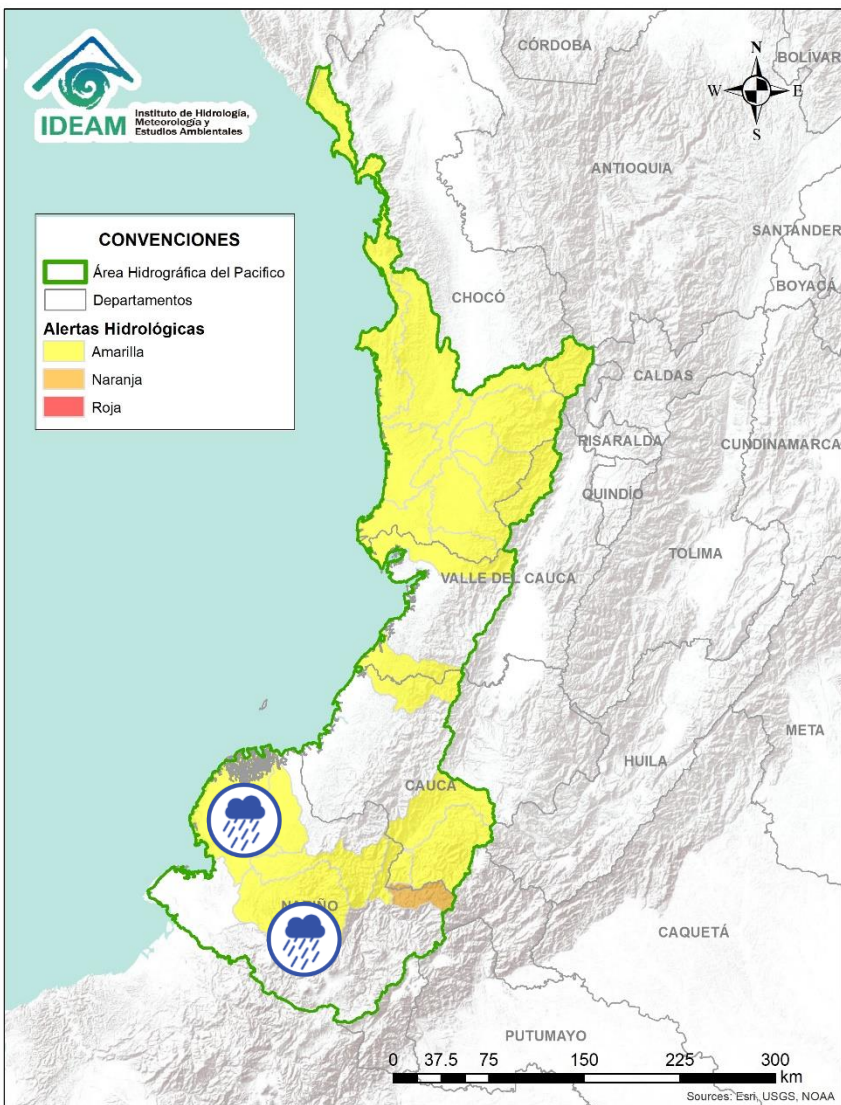 IDEAM
Instituto de Hidrología,
Meteorología y
Estudios Ambientales
N
W
E
S
CÓRDOBA
BOLÍVAR
ANTIOQUIA
SANTANDER
BOYACÁ
CONVENCIONES
Área Hidrográfica del Pacifico
Departamentos
Alertas Hidrológicas
Amarilla
Naranja
Roja
CHOCÓ
CALDAS
RISARALDA
CUNDINAMARCA
QUINDÍO
TOLIMA
VALLE DEL CAUCA
META
HUILA
CAUCA
CAQUETÁ
PUTUMAYO
0 37.5 75 150 225 300
km
Sources: Esri, USGS, NOAA